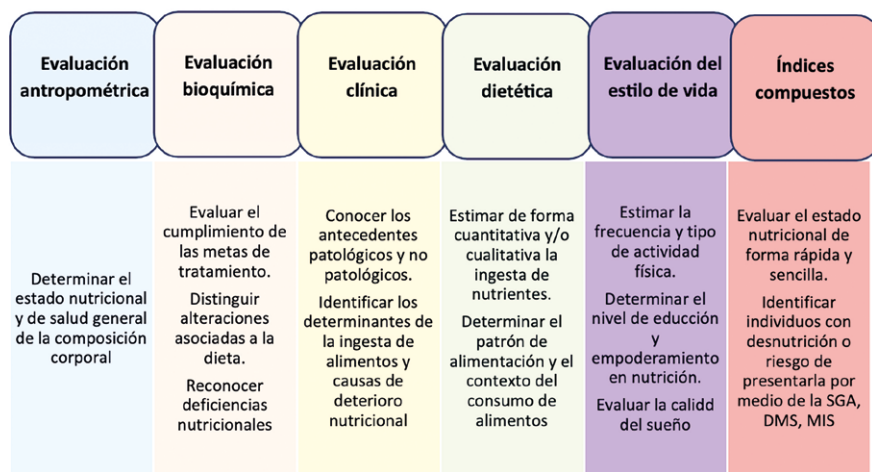 Evaluación
antropométrica
Evaluación
bioquímica
Evaluación
clínica
Evaluación
dietética
Evaluación del
estilo de vida
Índices
compuestos
Determinar el
estado nutricional
y de salud general
de la composición
corporal
Evaluar el
cumplimiento de
las metas de
tratamiento.
Distinguir
alteraciones
asociadas a la
dieta.
Reconocer
deficiencias
nutricionales
Conocer los
antecedentes
patológicos y no
patológicos.
Identificar los
determinantes de
la ingesta de
alimentos y
causas de
deterioro
nutricional
Estimar de forma
cuantitativa y/o
cualitativa la
ingesta de
nutrientes.
Determinar el
patrón de
alimentación y el
contexto del
consumo de
alimentos
Estimar la
frecuencia y tipo
de actividad
física.
Determinar el
nivel de educción
y
empoderamiento
en nutrición.
Evaluar la calidd
del sueño
Evaluar el estado
nutricional de
forma rápida y
sencilla.
Identificar
individuos con
desnutrición o
riesgo de
presentarla por
medio de la SGA,
DMS, MIS